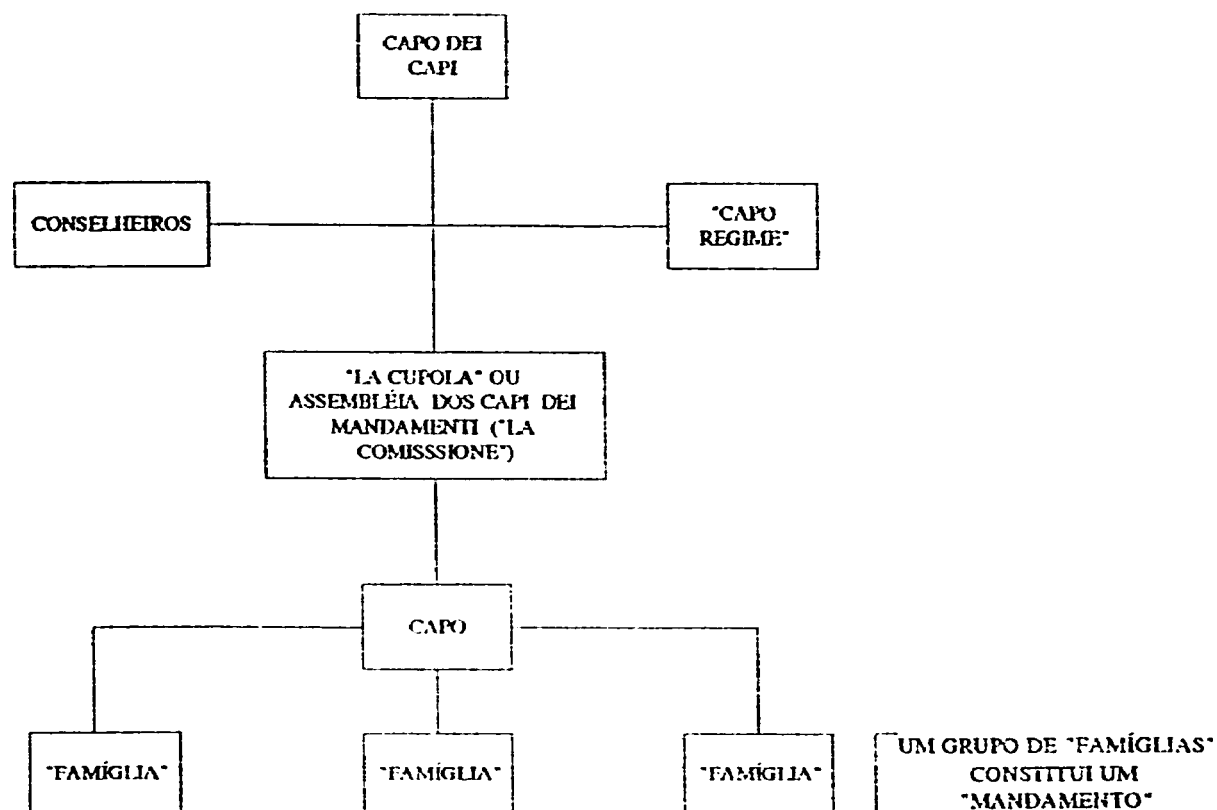 CAPO DEI
CAPI
CONSELHEIROS
"CAPO
REGIME"
"LA CUPOLA" OU
ASSEMBLÉIA DOS CAPI DEI
MANDAMENTI ("LA
COMISSSIONE")
CAPO
"FAMÍGLIA"
"FAMÍGLIA"
"FAMÍGLIA"
UM GRUPO DE "FAMÍGLIAS"
CONSTITUI UM
"MANDAMENTO"